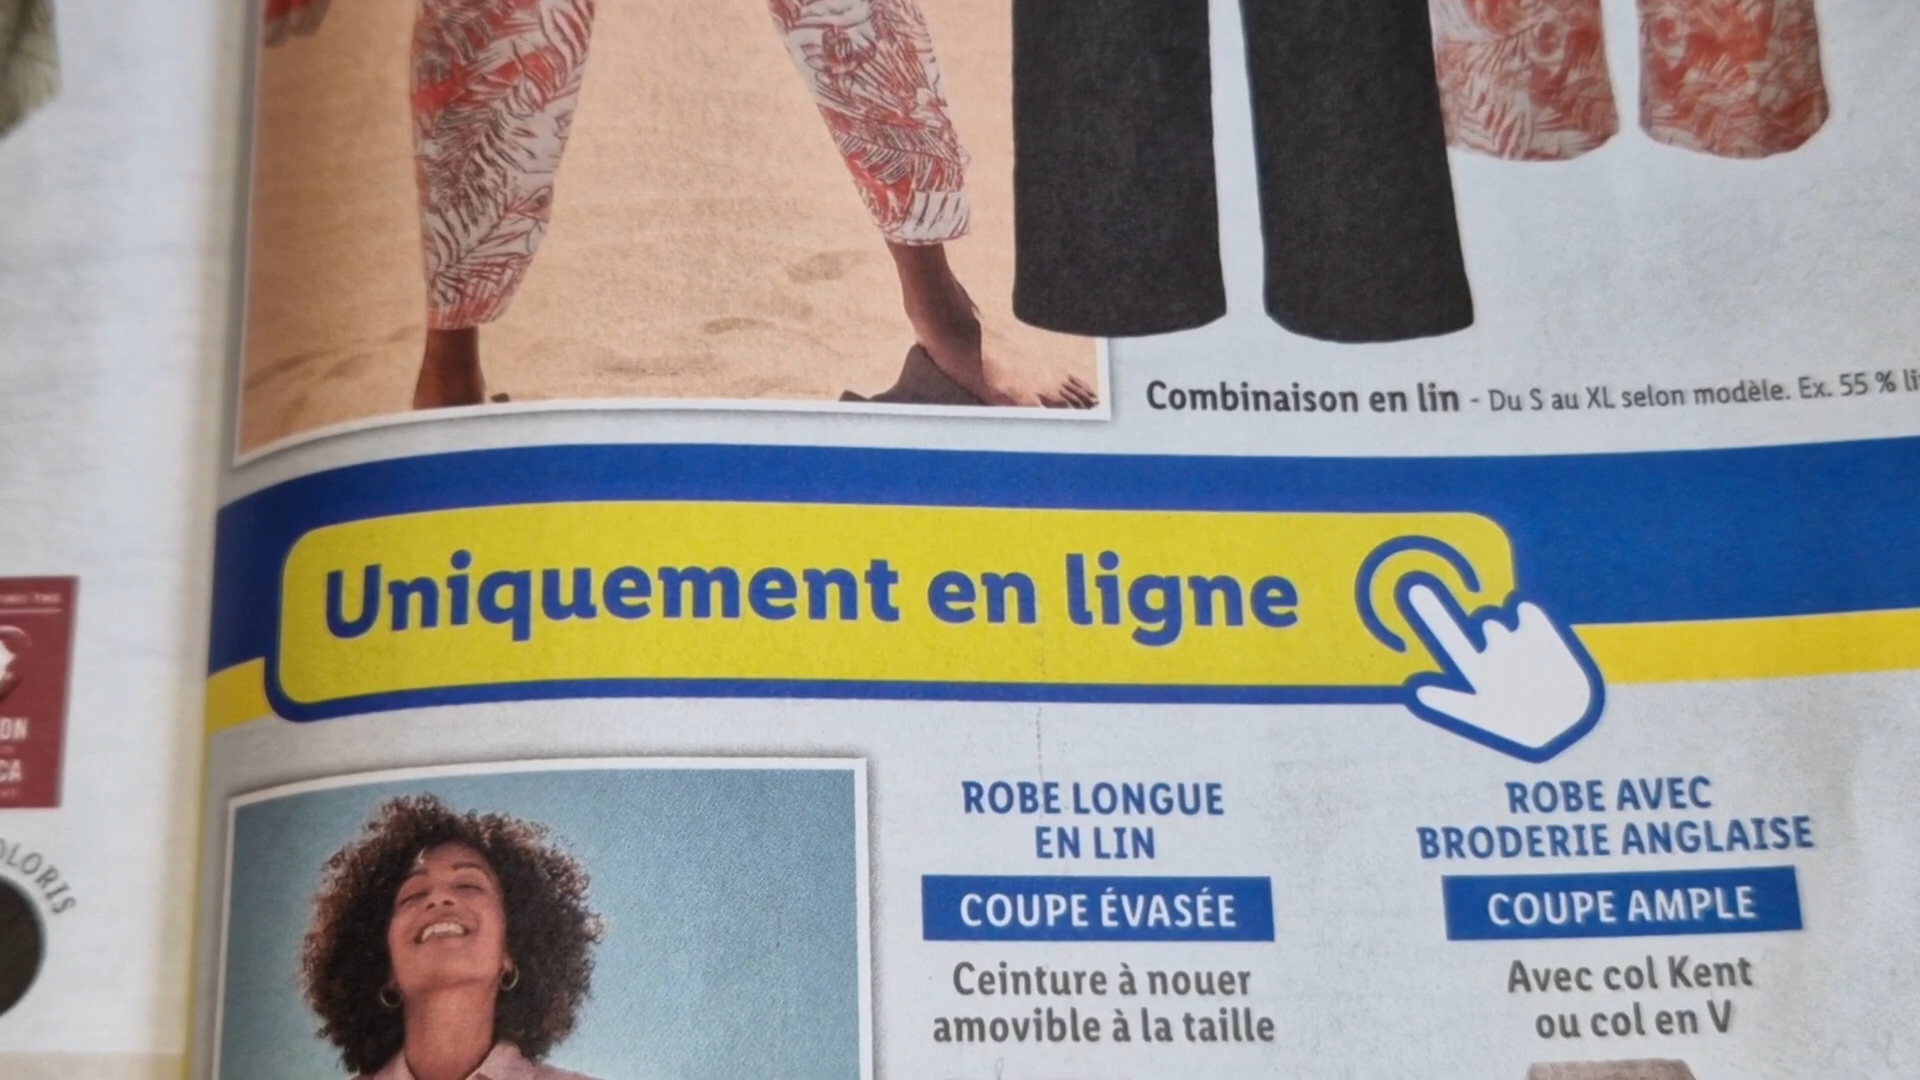 Combinaison en lin - Du S au XL selon modèle. Ex. 55 %
Uniquement en ligne
ROBE LONGUE
EN LIN
COUPE ÉVASÉE
Ceinture à nouer
amovible à la taille
ROBE AVEC
BRODERIE ANGLAISE
COUPE AMPLE
Avec col Kent
ou col en V